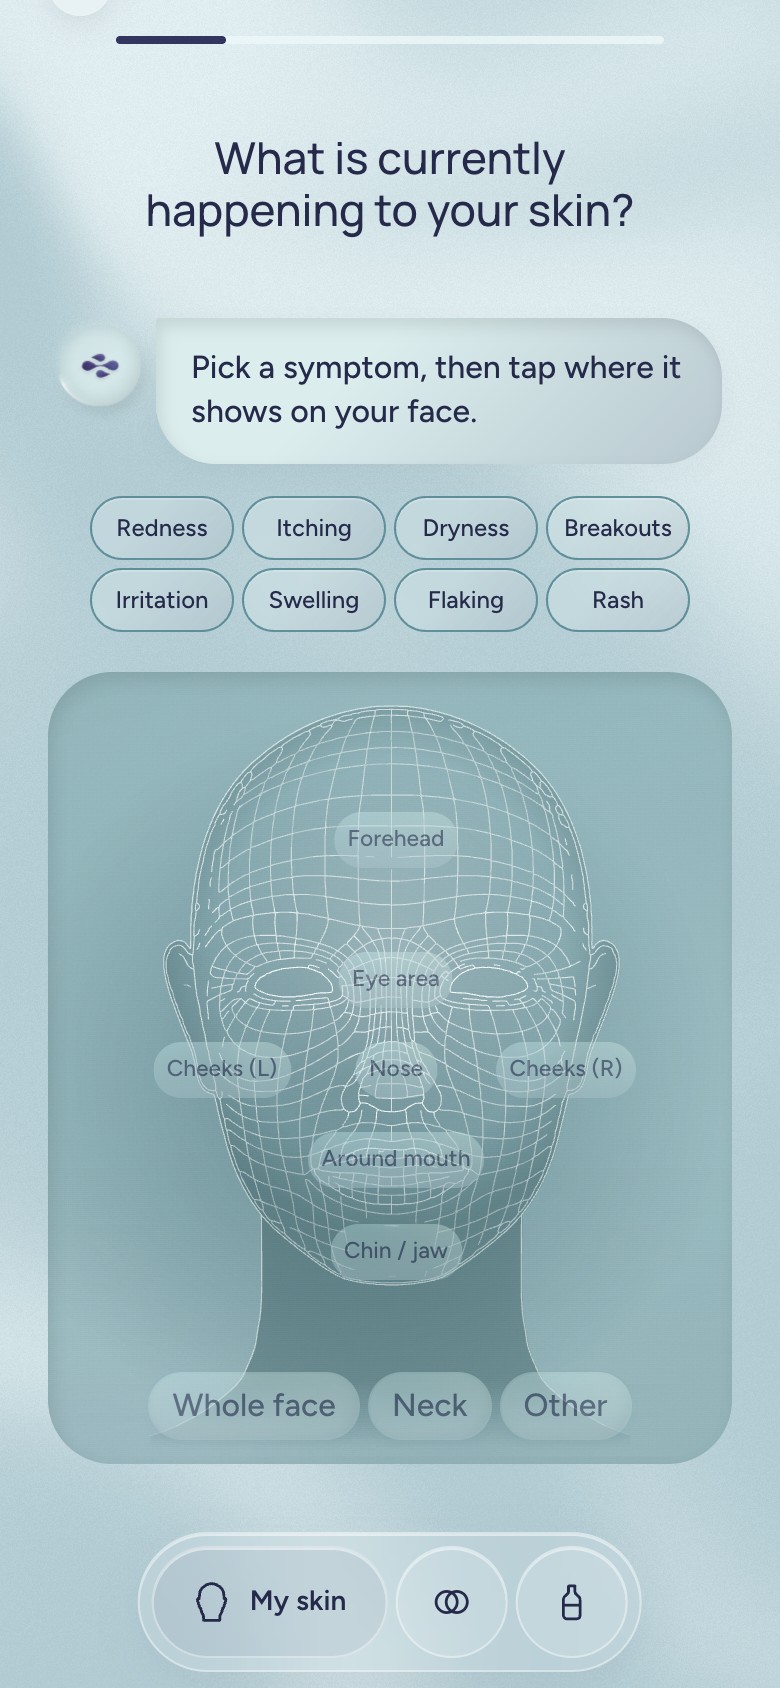 What is currently
happening to your skin?
Pick a symptom, then tap where it
shows on your face.
Redness
Itching
Dryness
Breakouts
Irritation
Swelling
Flaking
Rash
Forehead
Eye area
Cheeks (L)
Nose
Cheeks (R)
Around mouth
Chin / jaw
Whole face
Neck
Other
My skin